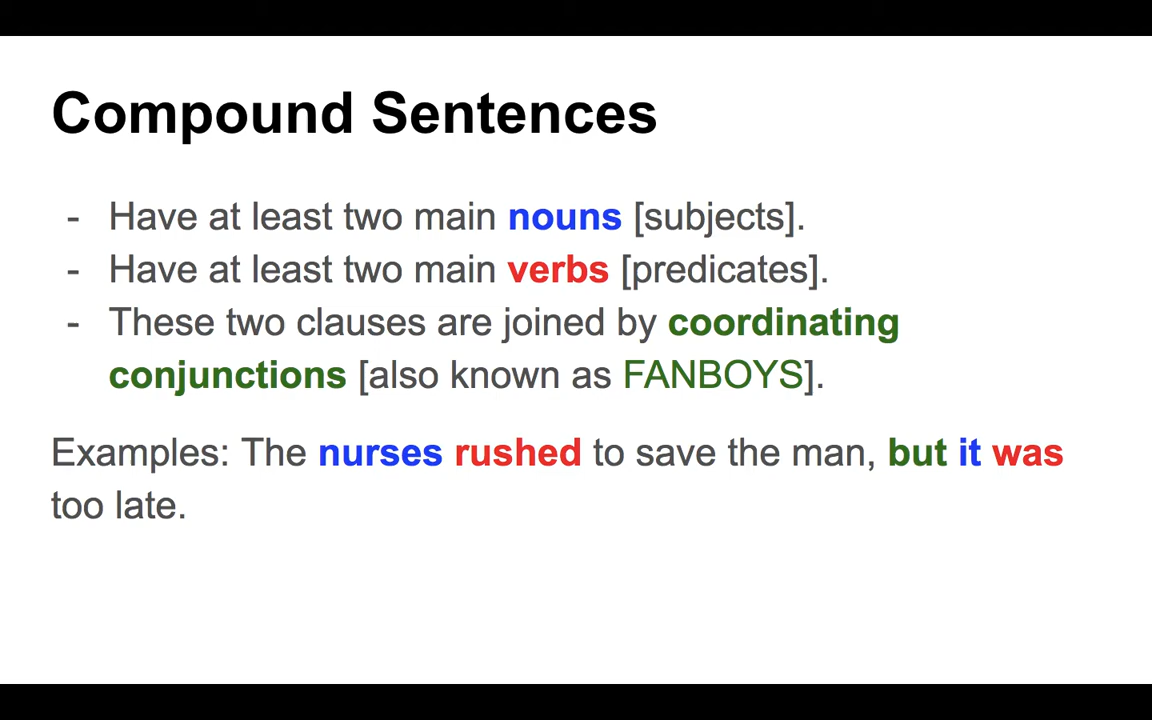 Compound Sentences
- Have at least two main nouns [subjects].
- Have at least two main verbs [predicates].
- These two clauses are joined by coordinating
conjunctions [also known as FANBOYS].
Examples: The nurses rushed to save the man, but it was
too late.